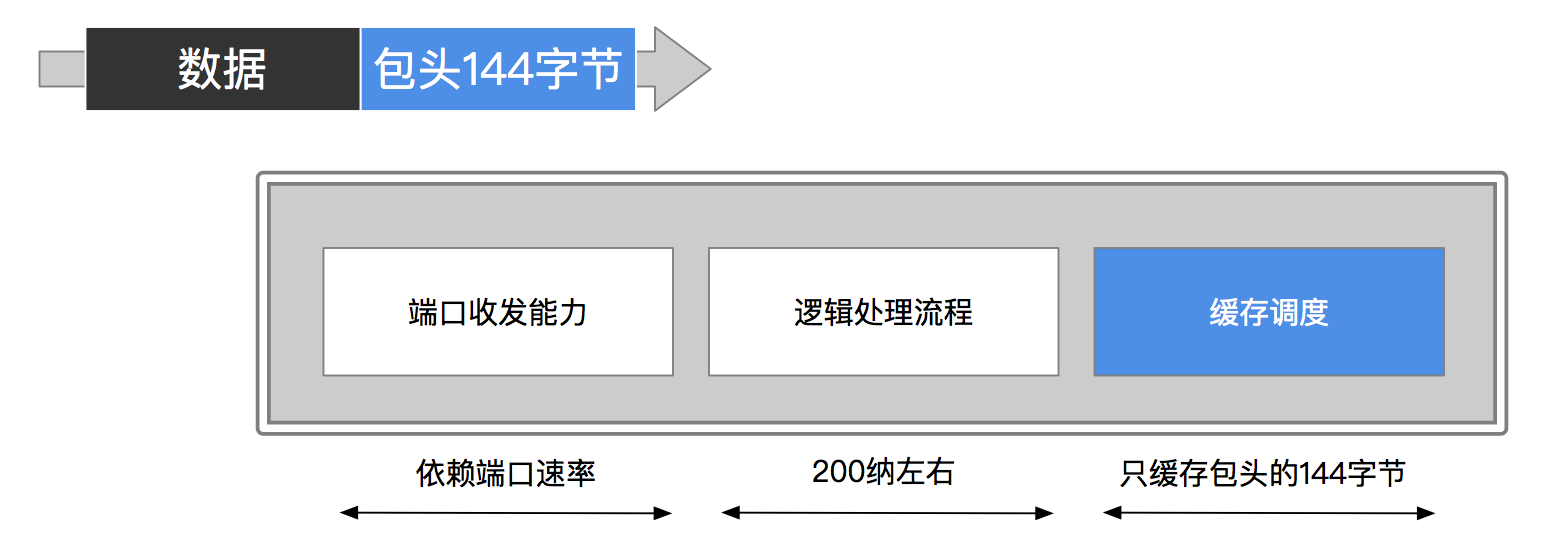 数据
包头144字节
端口收发能力
逻辑处理流程
缓存调度
依赖端口速率
200纳左右
只缓存包头的144字节